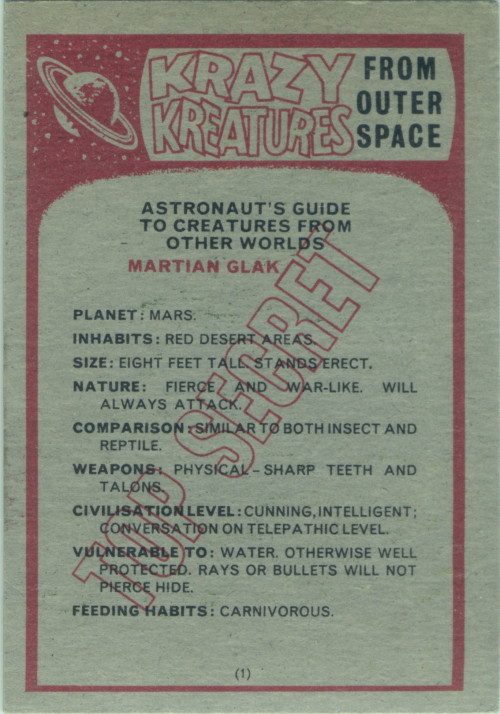 KRAZY
KREATURES
FROM
OUTER
SPACE
ASTRONAUT'S GUIDE
TO CREATURES FROM
OTHER WORLDS
MARTIAN GLAK
PLANET: MARS.
INHABITS: RED DESERT AREAS.
SIZE: EIGHT FEET TALL. STANDS ERECT.
NATURE: FIERCE AND WAR-LIKE. WILL
ALWAYS ATTACK.
COMPARISON: SIMILAR TO BOTH INSECT AND
REPTILE.
WEAPONS: PHYSICAL-SHARP TEETH AND
TALONS.
CIVILISATION LEVEL: CUNNING, INTELLIGENT;
CONVERSATION ON TELEPATHIC LEVEL.
VULNERABLE TO: WATER. OTHERWISE WELL
PROTECTED. RAYS OR BULLETS WILL NOT
PIERCE HIDE.
FEEDING HABITS: CARNIVOROUS.
TOP SECRET
(1)